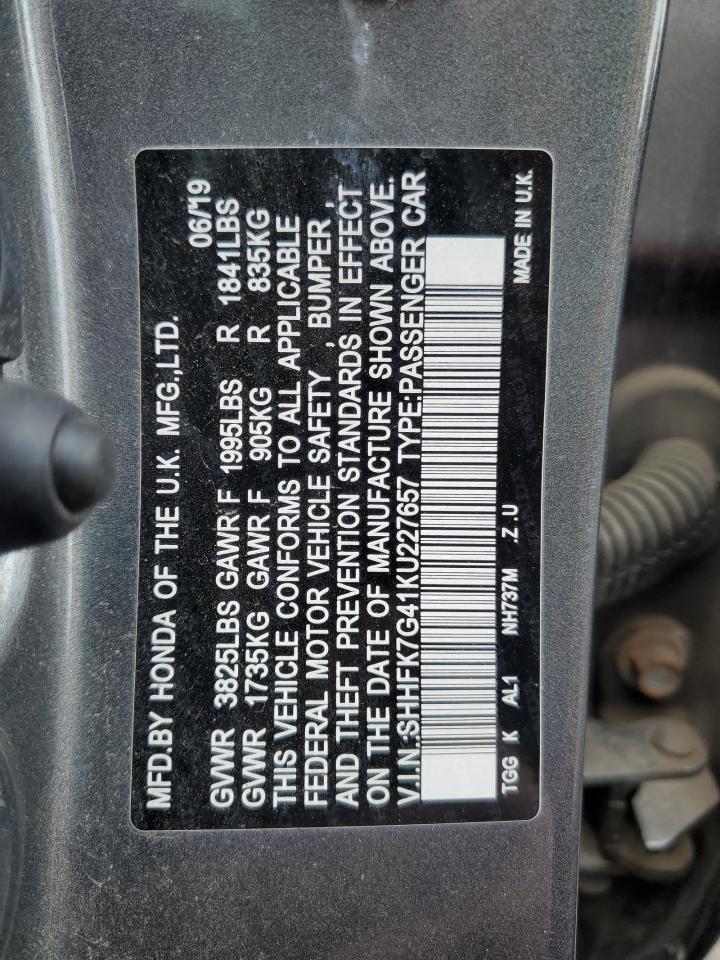 MFD.BY HONDA OF THE U.K. MFG.,LTD. 06/19
GVWR 3825LBS GAWR F 1995LBS R 1841LBS
GVWR 1735KG GAWR F 905KG R 835KG
THIS VEHICLE CONFORMS TO ALL APPLICABLE
FEDERAL MOTOR VEHICLE SAFETY , BUMPER ,
AND THEFT PREVENTION STANDARDS IN EFFECT
ON THE DATE OF MANUFACTURE SHOWN ABOVE.
V.I.N.:SHHFK7G41KU227657 TYPE:PASSENGER CAR
TGG K AL1 NH737M Z.U MADE IN U.K.